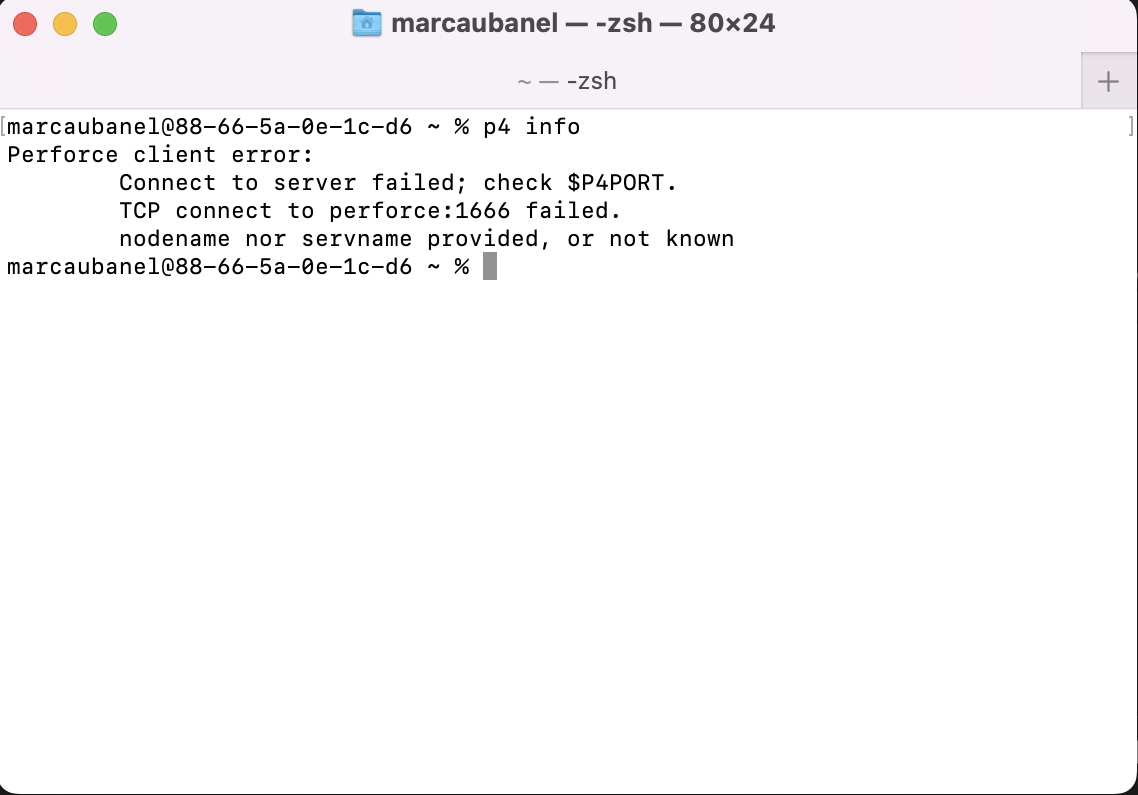 marcaubanel — -zsh — 80×24
~ — -zsh
[marcaubanel@88-66-5a-0e-1c-d6 ~ % p4 info ]
Perforce client error:
        Connect to server failed; check $P4PORT.
        TCP connect to perforce:1666 failed.
        nodename nor servname provided, or not known
marcaubanel@88-66-5a-0e-1c-d6 ~ %